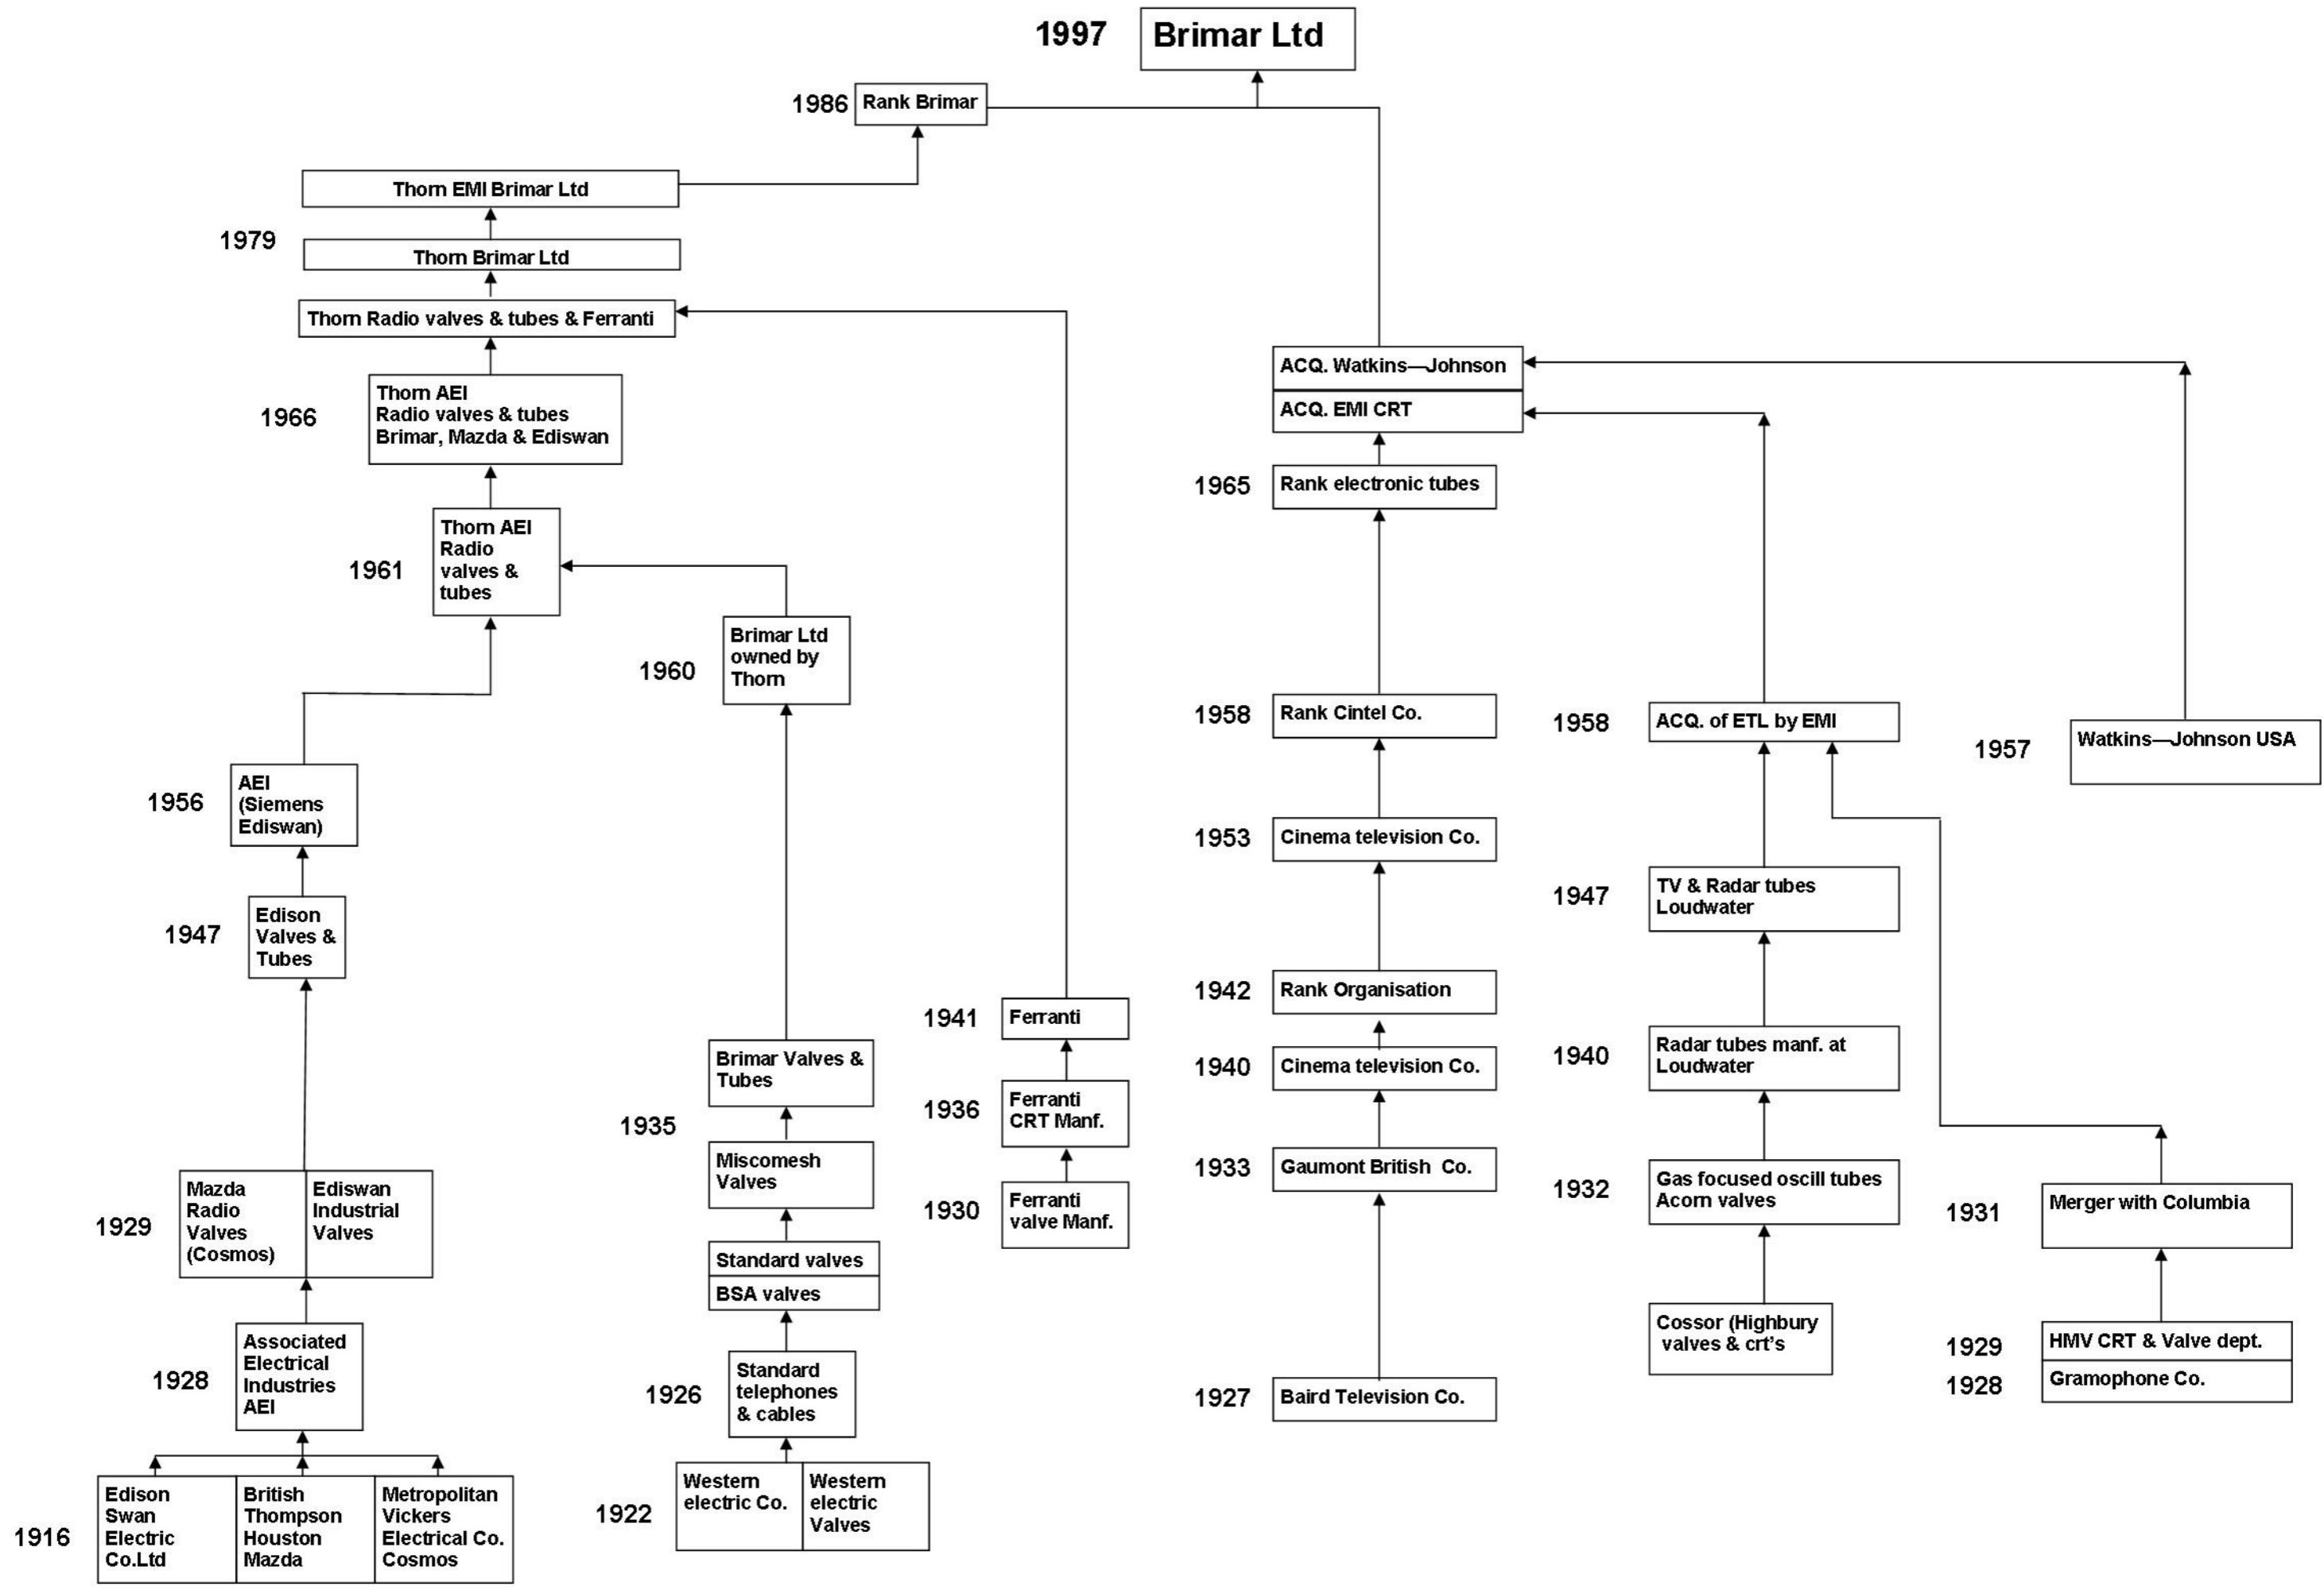 1997 Brimar Ltd
1986 Rank Brimar
Thorn EMI Brimar Ltd
1979
Thorn Brimar Ltd
Thorn Radio valves & tubes & Ferranti
1966
Thorn AEI
Radio valves & tubes
Brimar, Mazda & Ediswan
1961
Thorn AEI
Radio
valves &
tubes
1960
Brimar Ltd
owned by
Thorn
1956
AEI
(Siemens
Ediswan)
1947
Edison
Valves &
Tubes
1929
Mazda
Radio
Valves
(Cosmos)
Ediswan
Industrial
Valves
1928
Associated
Electrical
Industries
AEI
1916
Edison
Swan
Electric
Co.Ltd
British
Thompson
Houston
Mazda
Metropolitan
Vickers
Electrical Co.
Cosmos
Brimar Valves &
Tubes
1935
Miscomesh
Valves
Standard valves
BSA valves
1926
Standard
telephones
& cables
1922
Western
electric Co.
Western
electric
Valves
1941 Ferranti
1936
Ferranti
CRT Manf.
1930
Ferranti
valve Manf.
ACQ. Watkins—Johnson
ACQ. EMI CRT
1965 Rank electronic tubes
1958 Rank Cintel Co.
1953 Cinema television Co.
1942 Rank Organisation
1940 Cinema television Co.
1933 Gaumont British Co.
1927 Baird Television Co.
1958 ACQ. of ETL by EMI
1947
TV & Radar tubes
Loudwater
1940
Radar tubes manf. at
Loudwater
1932
Gas focused oscill tubes
Acorn valves
Cossor (Highbury
valves & crt's
1957 Watkins—Johnson USA
1931 Merger with Columbia
1929 HMV CRT & Valve dept.
1928 Gramophone Co.